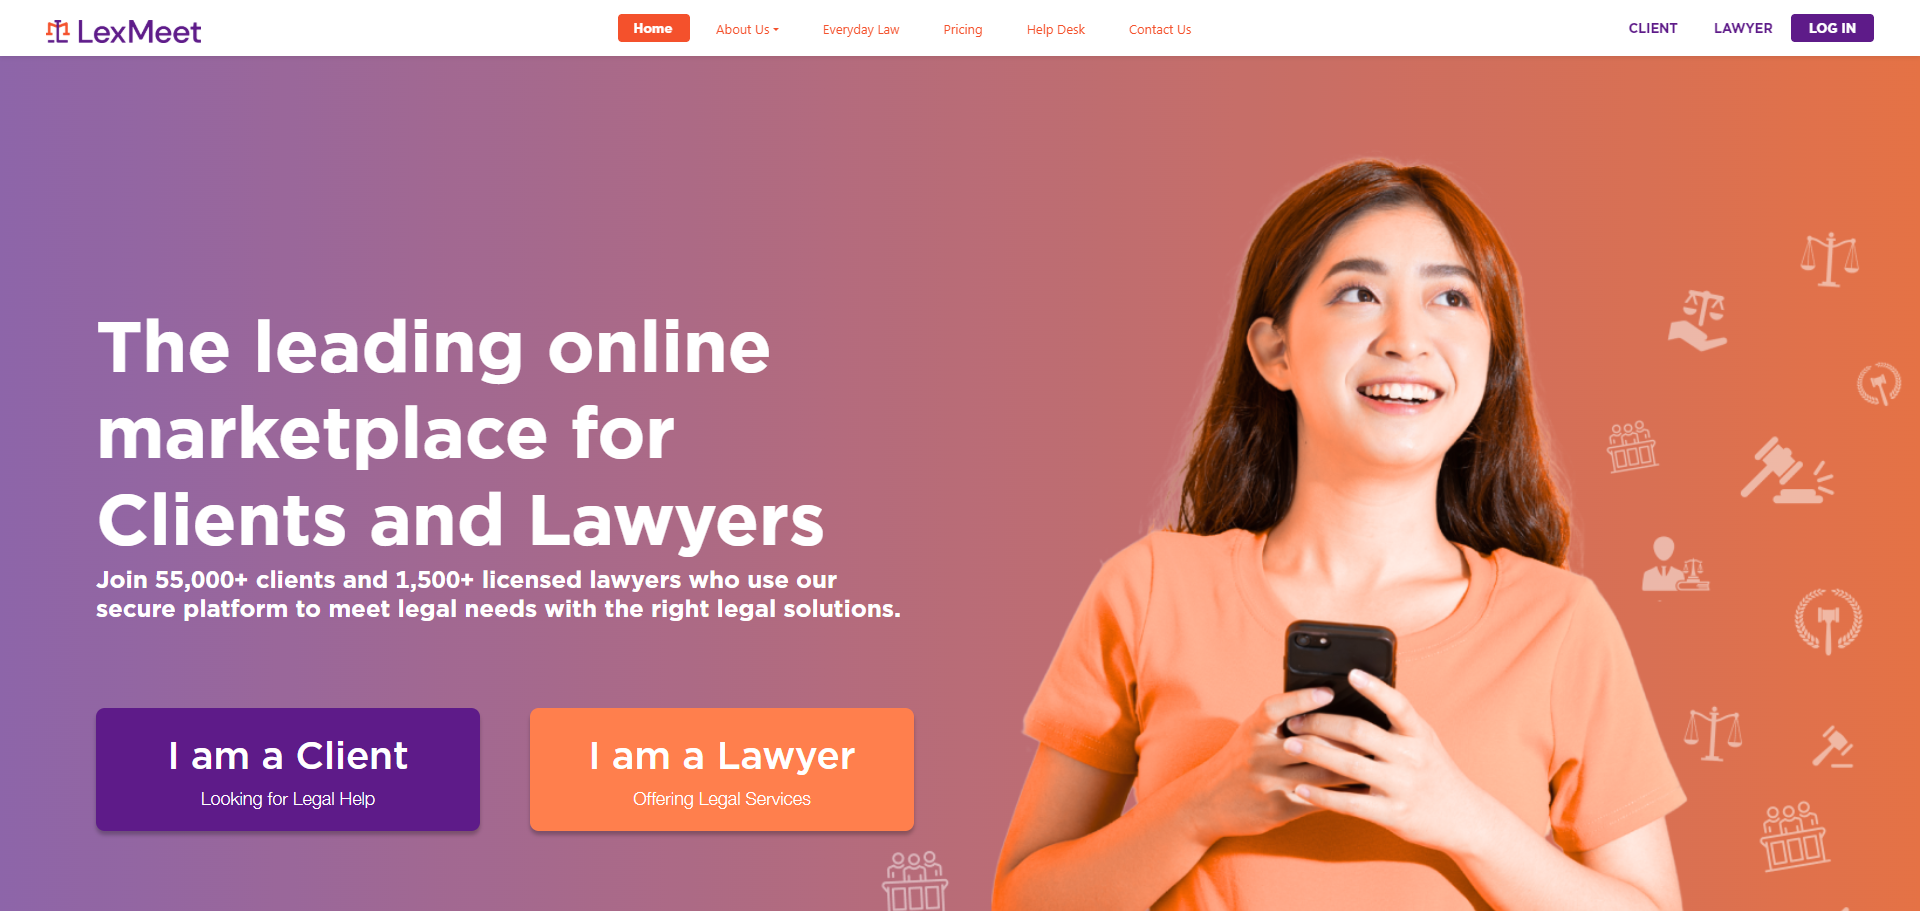 LexMeet
Home
About Us
Everyday Law
Pricing
Help Desk
Contact Us
CLIENT
LAWYER
LOG IN
The leading online
marketplace for
Clients and Lawyers
Join 55,000+ clients and 1,500+ licensed lawyers who use our
secure platform to meet legal needs with the right legal solutions.
I am a Client
Looking for Legal Help
I am a Lawyer
Offering Legal Services